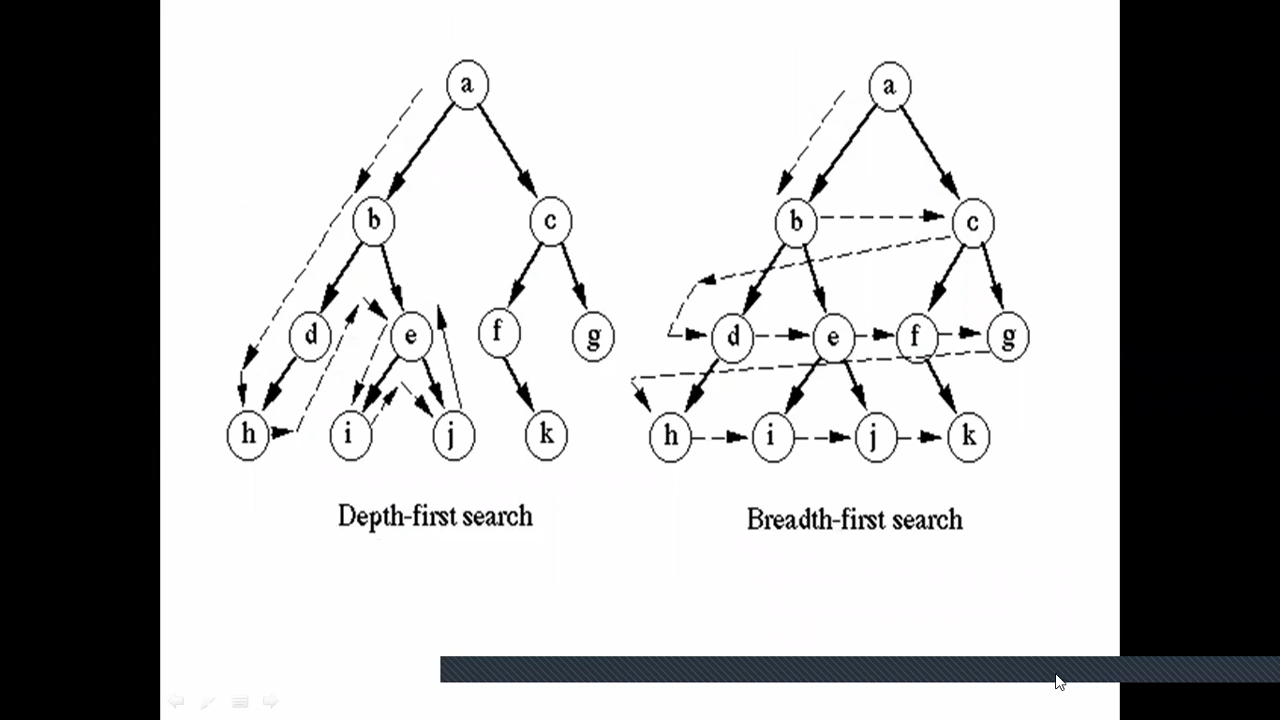 a a
b c b c
d e f g d e f g
h i j k h i j k
Depth-first search Breadth-first search